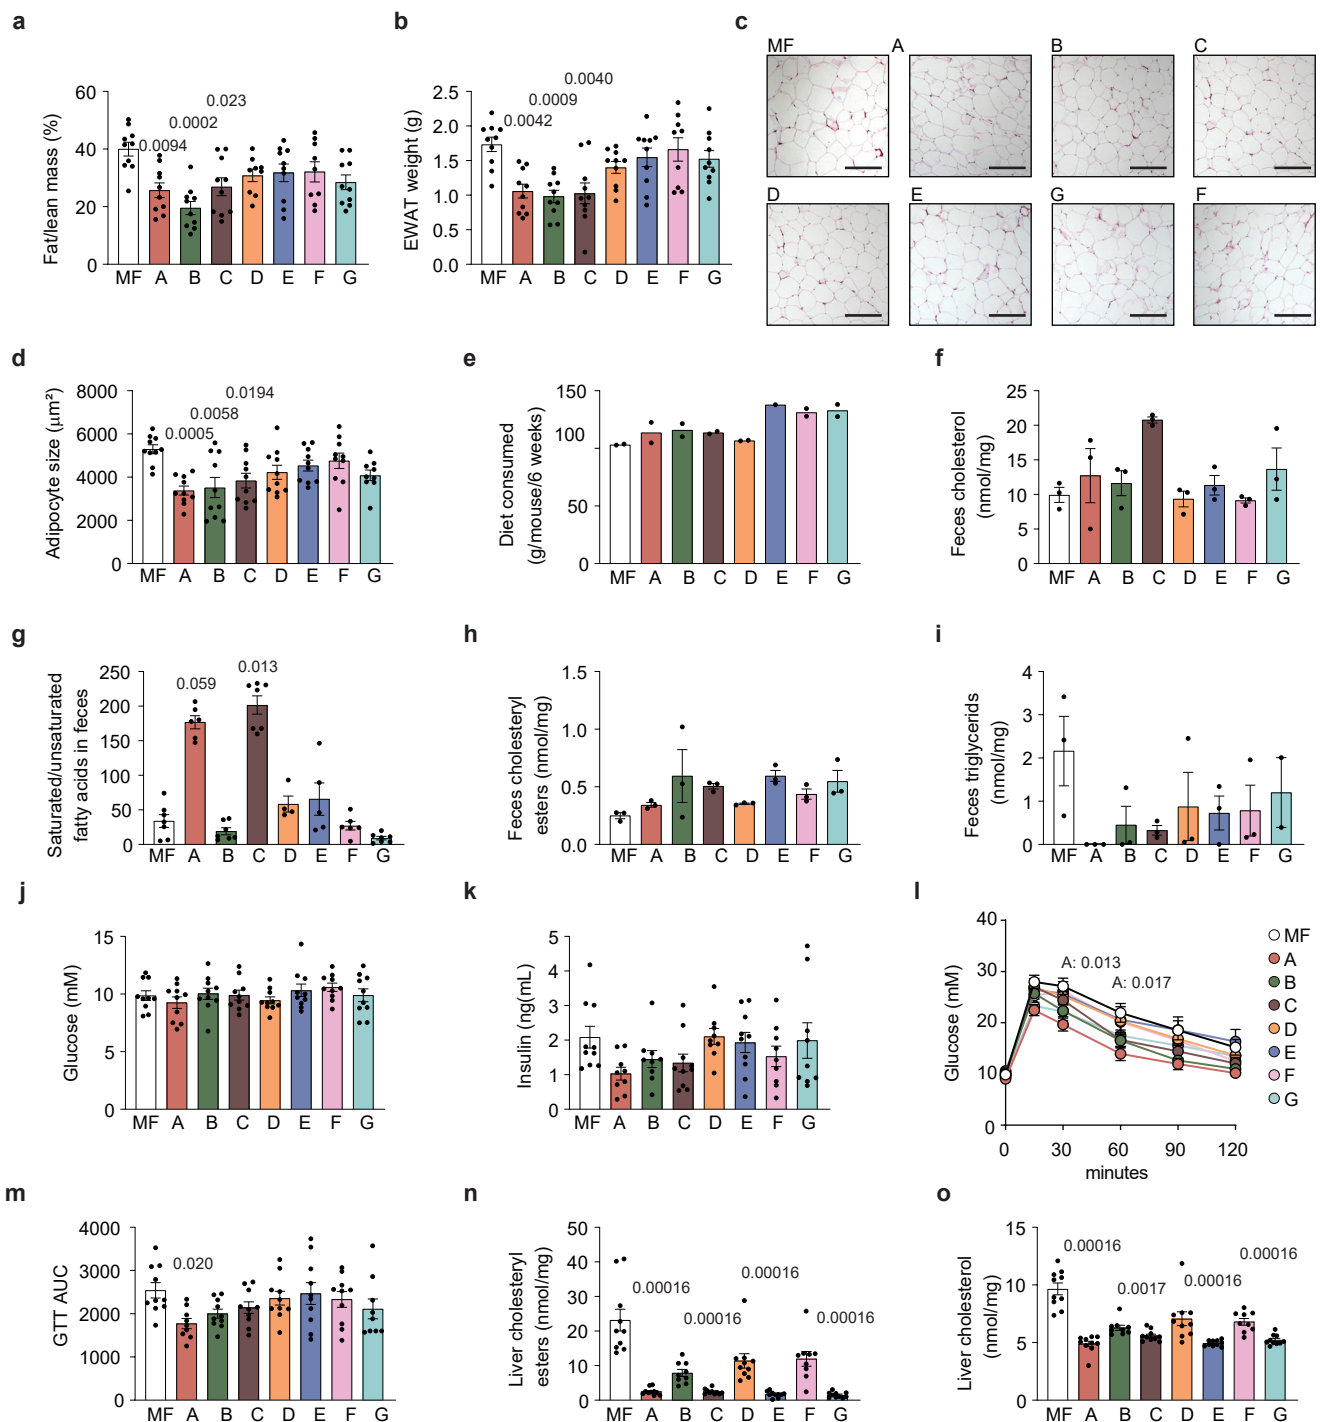 a
Fat/lean mass (%)
60
40
20
0
0.0094
0.0002
0.023
MF A B C D E F G
b
EWAT weight (g)
2.5
2.0
1.5
1.0
0.5
0.0
0.0042
0.0009
0.0040
MF A B C D E F G
c
MF A B C
D E G F
d
Adipocyte size (µm²)
8000
6000
4000
2000
0
0.0005
0.0058
0.0194
MF A B C D E F G
e
Diet consumed
(g/mouse/6 weeks)
150
100
50
0
MF A B C D E F G
f
Feces cholesterol
(nmol/mg)
25
20
15
10
5
0
MF A B C D E F G
g
Saturated/unsaturated
fatty acids in feces
250
200
150
100
50
0
0.059
0.013
MF A B C D E F G
h
Feces cholesteryl
esters (nmol/mg)
1.5
1.0
0.5
0.0
MF A B C D E F G
i
Feces triglycerids
(nmol/mg)
4
3
2
1
0
MF A B C D E F G
j
Glucose (mM)
15
10
5
0
MF A B C D E F G
k
Insulin (ng(mL)
4
3
2
1
0
MF A B C D E F G
l
Glucose (mM)
40
30
20
10
0
A: 0.013
A: 0.017
0 30 60 90 120
minutes
MF
A
B
C
D
E
F
G
m
GTT AUC
4000
3000
2000
1000
0
0.020
MF A B C D E F G
n
Liver cholesteryl
esters (nmol/mg)
50
40
30
20
10
0
0.00016
0.00016
0.00016
0.00016
MF A B C D E F G
o
Liver cholesterol
(nmol/mg)
15
10
5
0
0.00016
0.0017
0.00016
0.00016
MF A B C D E F G